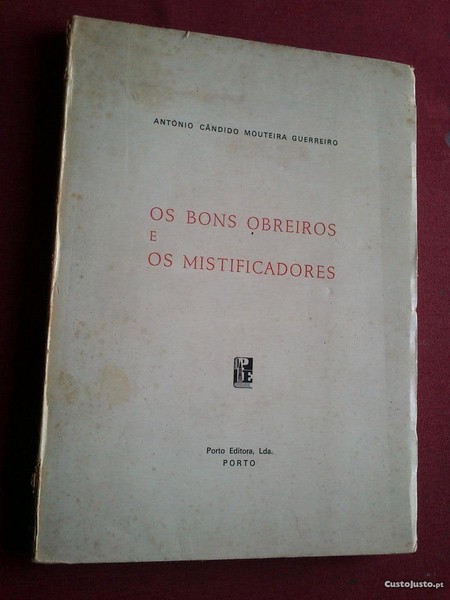 ANTÓNIO CÂNDIDO MOUTEIRA GUERREIRO
OS BONS OBREIROS
E
OS MISTIFICADORES
PE
Porto Editora, Lda.
PORTO
CustoJusto.pt